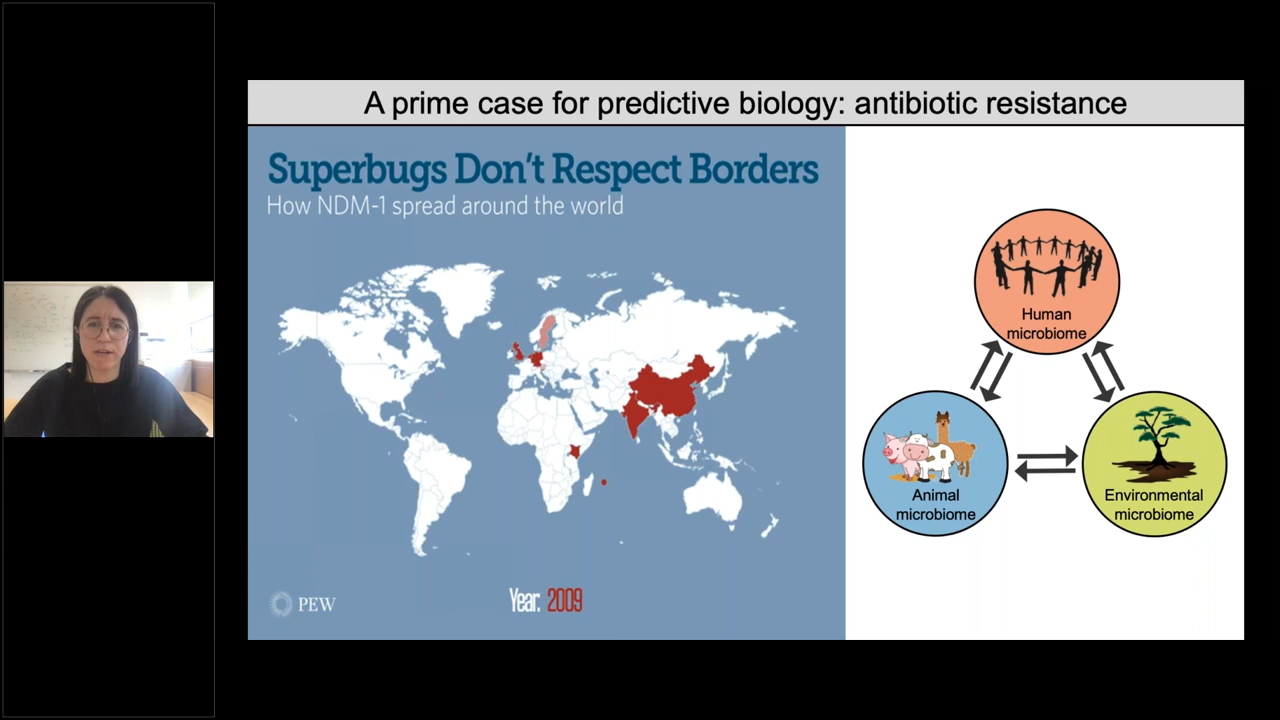 A prime case for predictive biology: antibiotic resistance
Superbugs Don't Respect Borders
How NDM-1 spread around the world
PEW
Year: 2009
Human
microbiome
Animal
microbiome
Environmental
microbiome